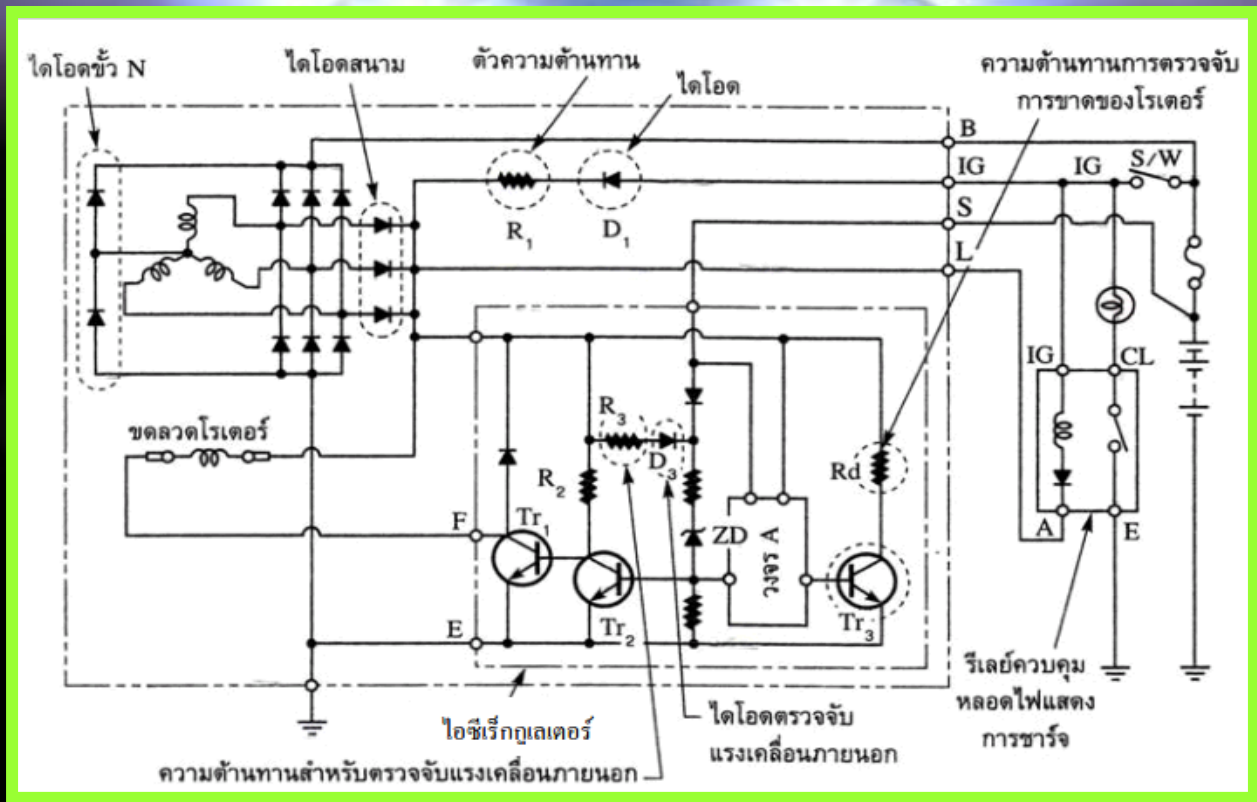 ไดโอดขั้ว N
ไดโอดสนาม
ตัวความต้านทาน
ไดโอด
ความต้านทานการตรวจจับ
การขาดของโรเตอร์
B
IG
IG
S/W
S
L
R1
D1
IG
CL
ขดลวดโรเตอร์
R3
D3
R2
Rd
F
Tr1
ZD
วงจร A
A
E
E
Tr2
Tr3
รีเลย์ควบคุม
หลอดไฟแสดง
การชาร์จ
ไอซีเร็กกูเลเตอร์
ไดโอดตรวจจับ
แรงเคลื่อนภายนอก
ความต้านทานสำหรับตรวจจับแรงเคลื่อนภายนอก